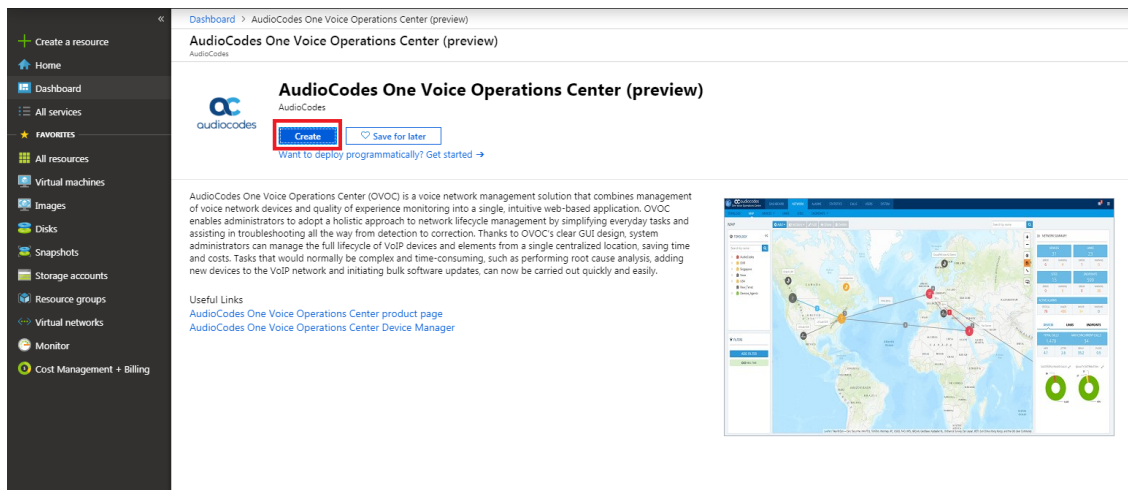 «
Dashboard > AudioCodes One Voice Operations Center (preview)
Create a resource
Home
Dashboard
All services
FAVORITES
All resources
Virtual machines
Images
Disks
Snapshots
Storage accounts
Resource groups
Virtual networks
Monitor
Cost Management + Billing
AudioCodes One Voice Operations Center (preview)
AudioCodes
audiocodes
AudioCodes One Voice Operations Center (preview)
AudioCodes
Create
Save for later
Want to deploy programmatically? Get started →
AudioCodes One Voice Operations Center (OVOC) is a voice network management solution that combines management
of voice network devices and quality of experience monitoring into a single, intuitive web-based application. OVOC
enables administrators to adopt a holistic approach to network lifecycle management by simplifying everyday tasks and
assisting in troubleshooting all the way from detection to correction. Thanks to OVOC's clear GUI design, system
administrators can manage the full lifecycle of VoIP devices and elements from a single centralized location, saving time
and costs. Tasks that would normally be complex and time-consuming, such as performing root cause analysis, adding
new devices to the VoIP network and initiating bulk software updates, can now be carried out quickly and easily.
Useful Links
AudioCodes One Voice Operations Center product page
AudioCodes One Voice Operations Center Device Manager